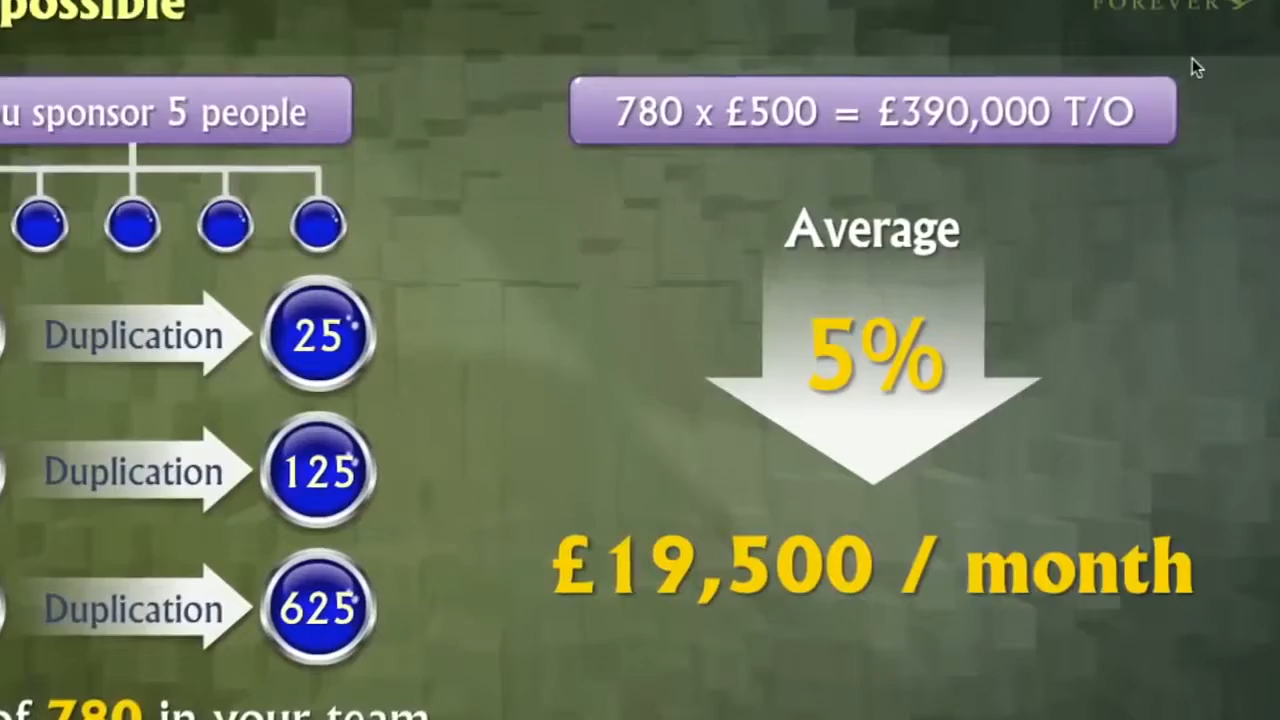 possible
FOREVER
u sponsor 5 people
780 x £500 = £390,000 T/O
Average
5%
Duplication
25
Duplication
125
Duplication
625
£19,500 / month
of 780 in your team